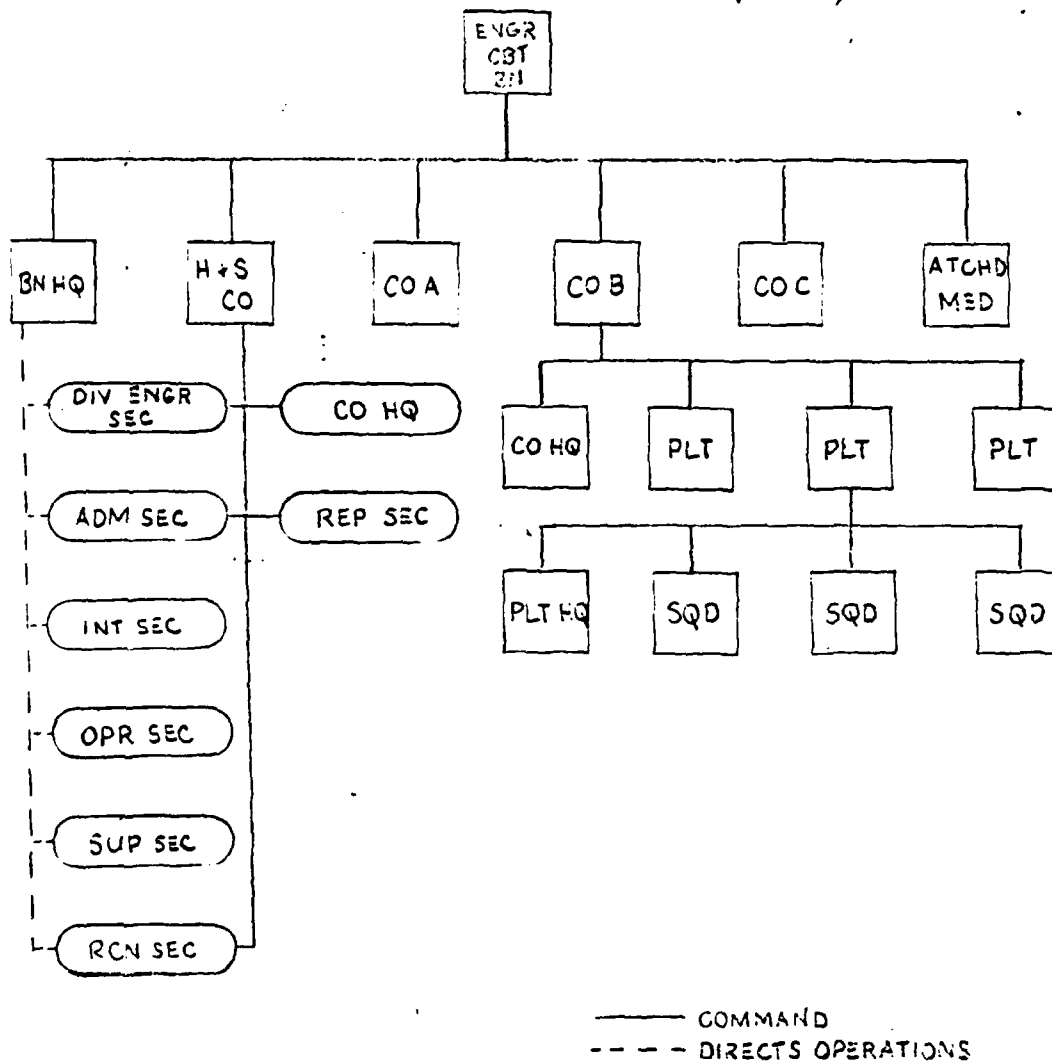 ENGR
CBT
BN
BN HQ
H + S
CO
CO A
CO B
CO C
ATCHD
MED
DIV ENGR
SEC
CO HQ
CO HQ
PLT
PLT
PLT
ADM SEC
REP SEC
PLT HQ
SQD
SQD
SQD
INT SEC
OPR SEC
SUP SEC
RCN SEC
COMMAND
DIRECTS OPERATIONS